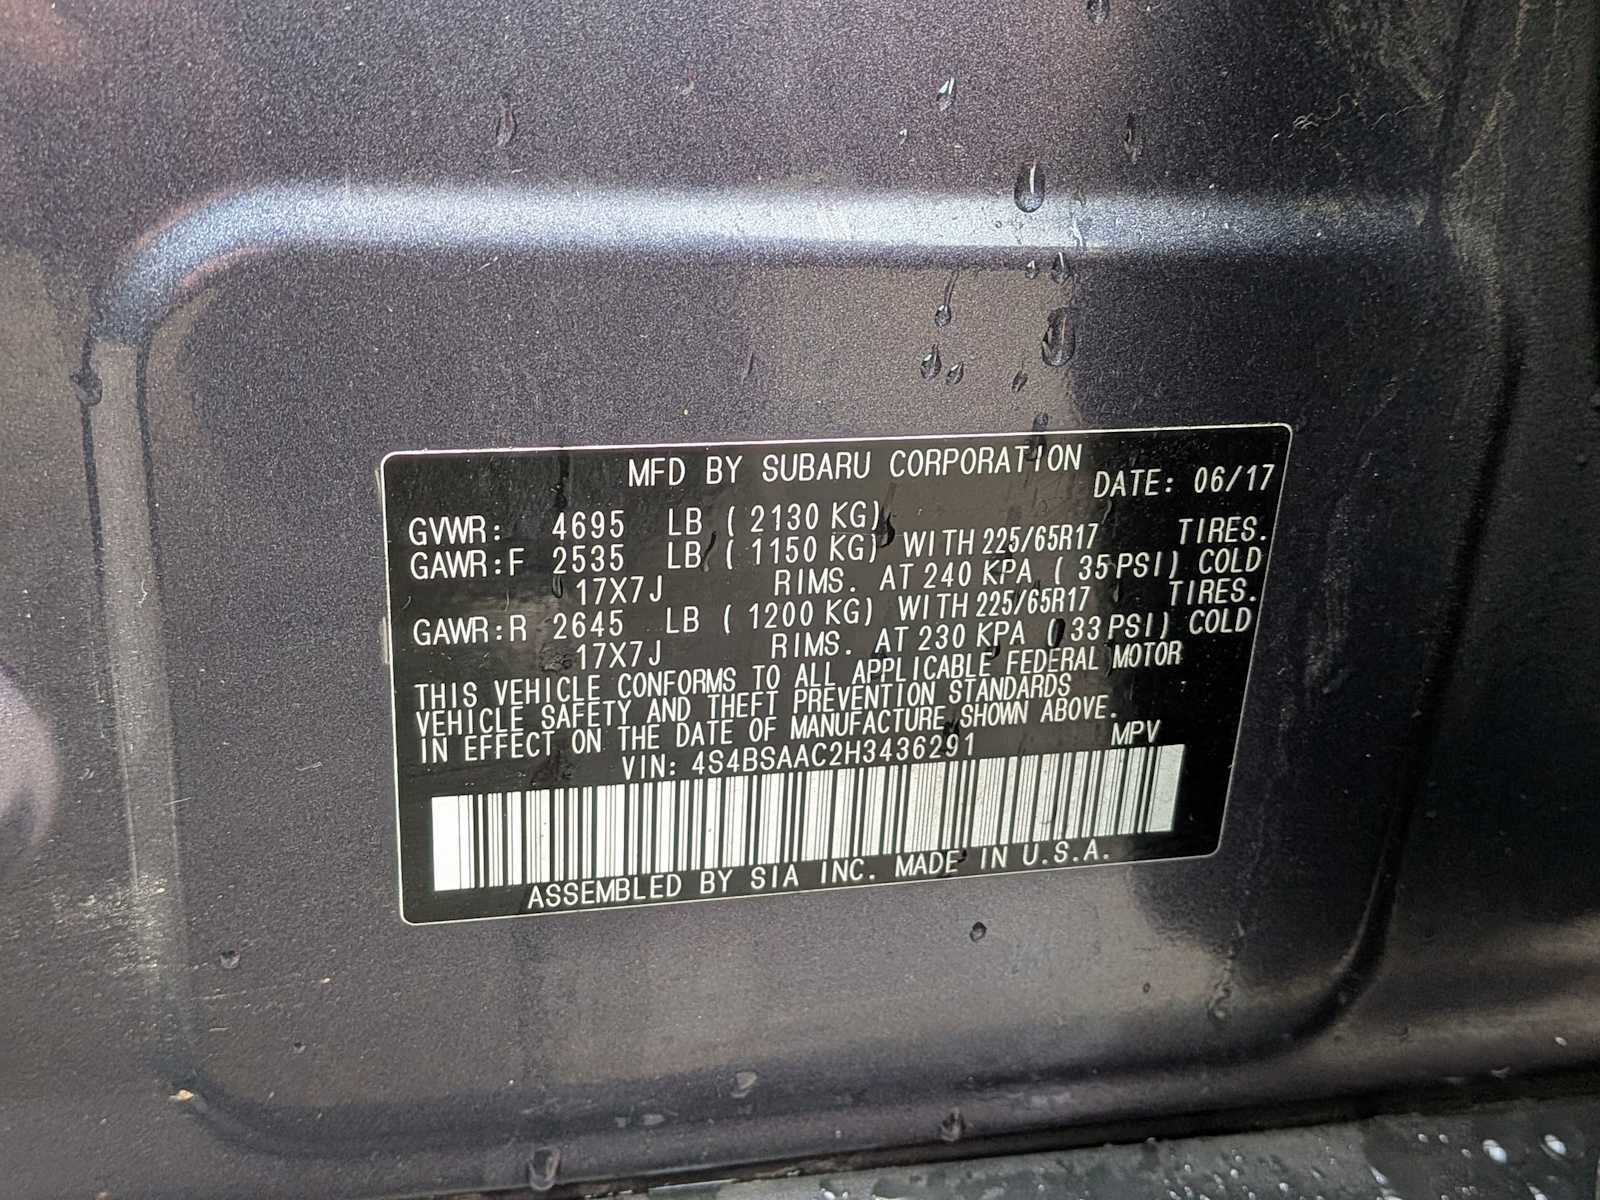 MFD BY SUBARU CORPORATION
DATE: 06/17
GVWR: 4695 LB ( 2130 KG)
GAWR:F 2535 LB ( 1150 KG) WITH 225/65R17 TIRES.
17X7J RIMS. AT 240 KPA ( 35 PSI) COLD
GAWR:R 2645 LB ( 1200 KG) WITH 225/65R17 TIRES.
17X7J RIMS. AT 230 KPA ( 33 PSI) COLD
THIS VEHICLE CONFORMS TO ALL APPLICABLE FEDERAL MOTOR
VEHICLE SAFETY AND THEFT PREVENTION STANDARDS
IN EFFECT ON THE DATE OF MANUFACTURE SHOWN ABOVE.
VIN: 4S4BSAAC2H3436291 MPV
ASSEMBLED BY SIA INC. MADE IN U.S.A.